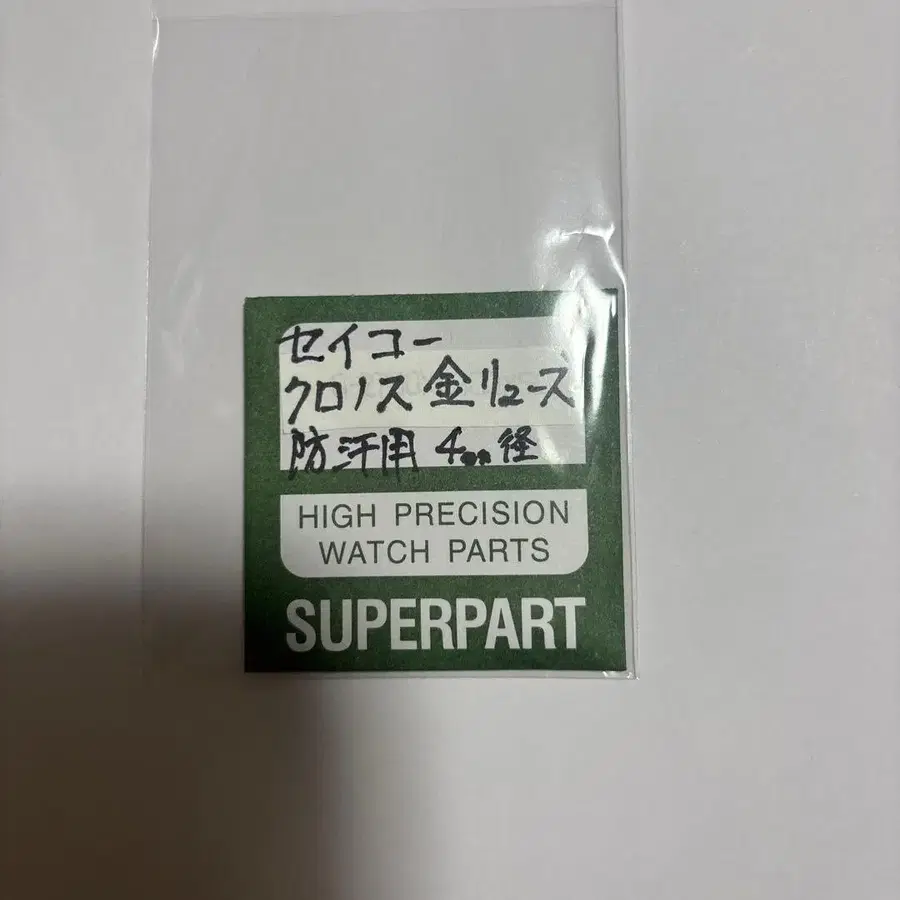 セイコー
クロノス 金リューズ
防汗用 4mm径
HIGH PRECISION
WATCH PARTS
SUPERPART